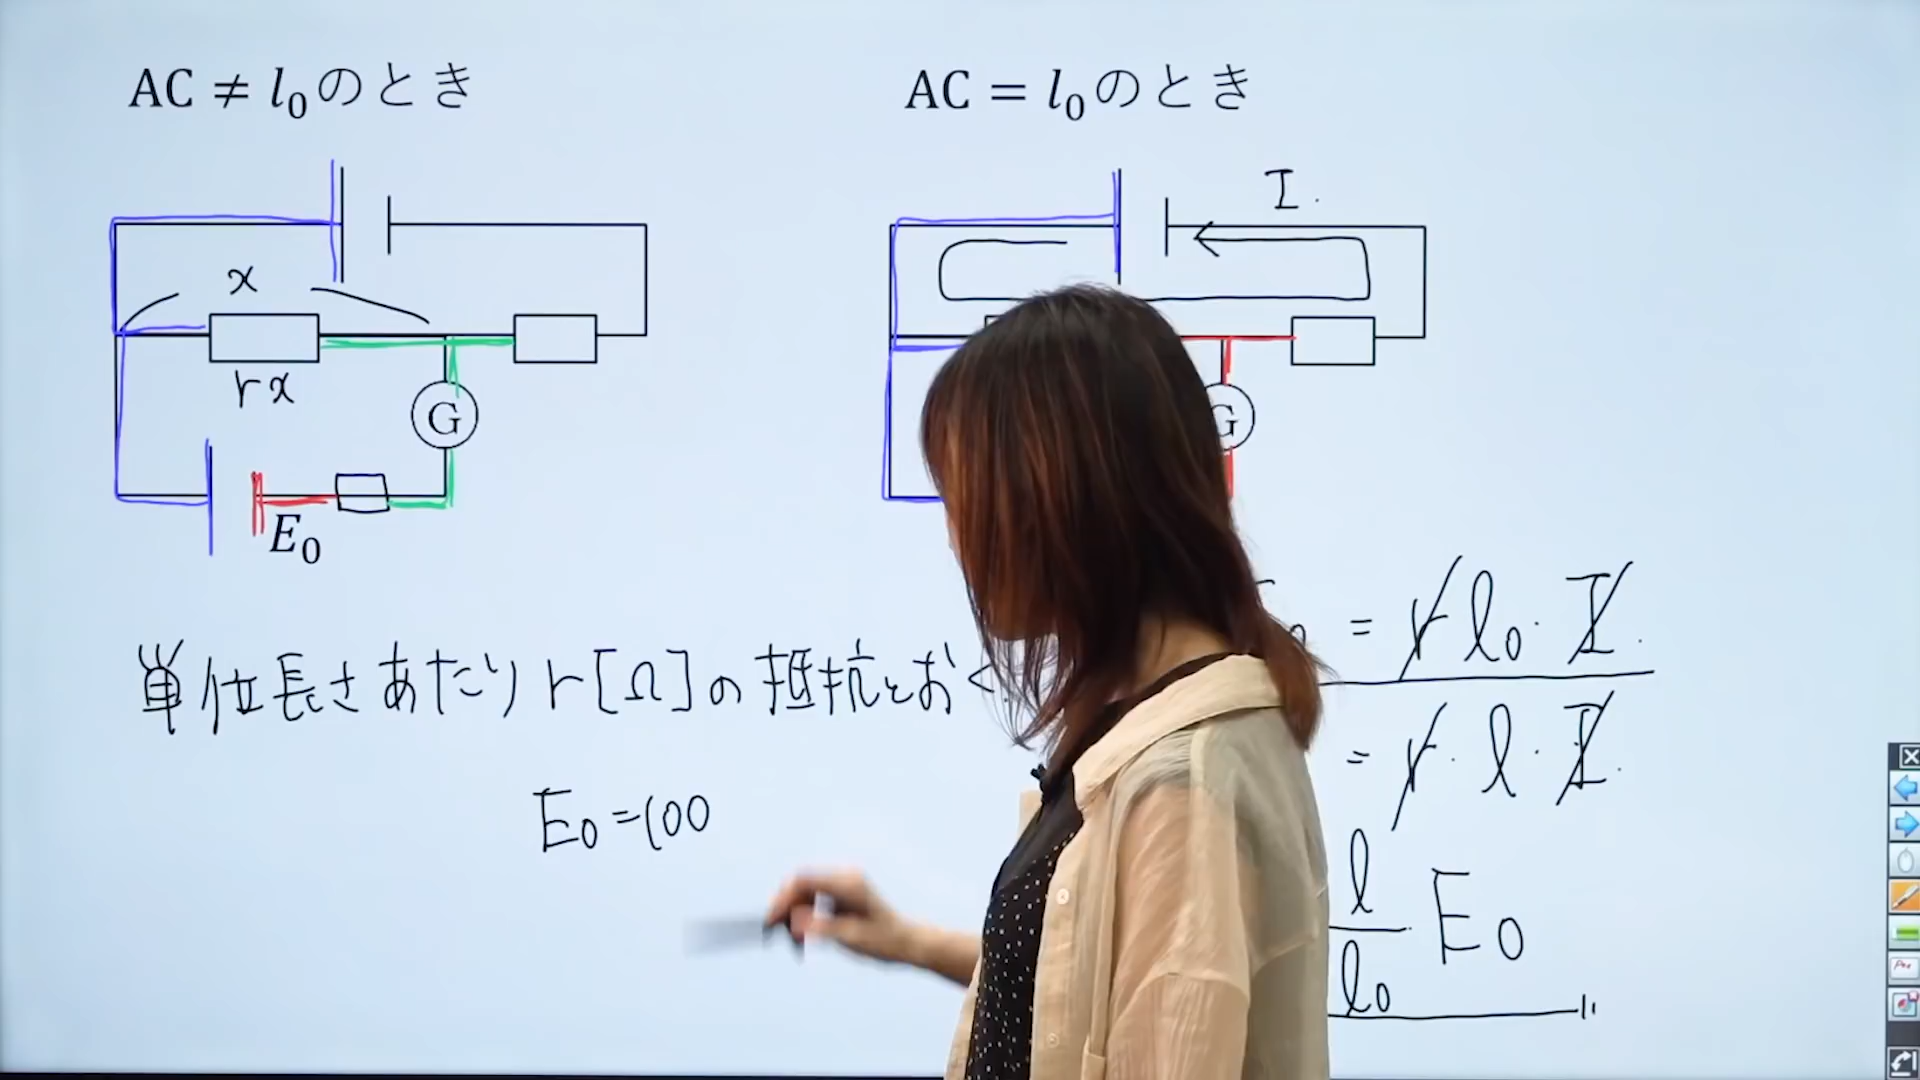 AC ≠ l₀のとき
AC = l₀のとき
I.
x
rx
G
G
E₀
単位長さあたり r[Ω]の抵抗とおく
= r l₀・I.
= r・l・I.
E₀=100
l/l₀ E₀
Pen